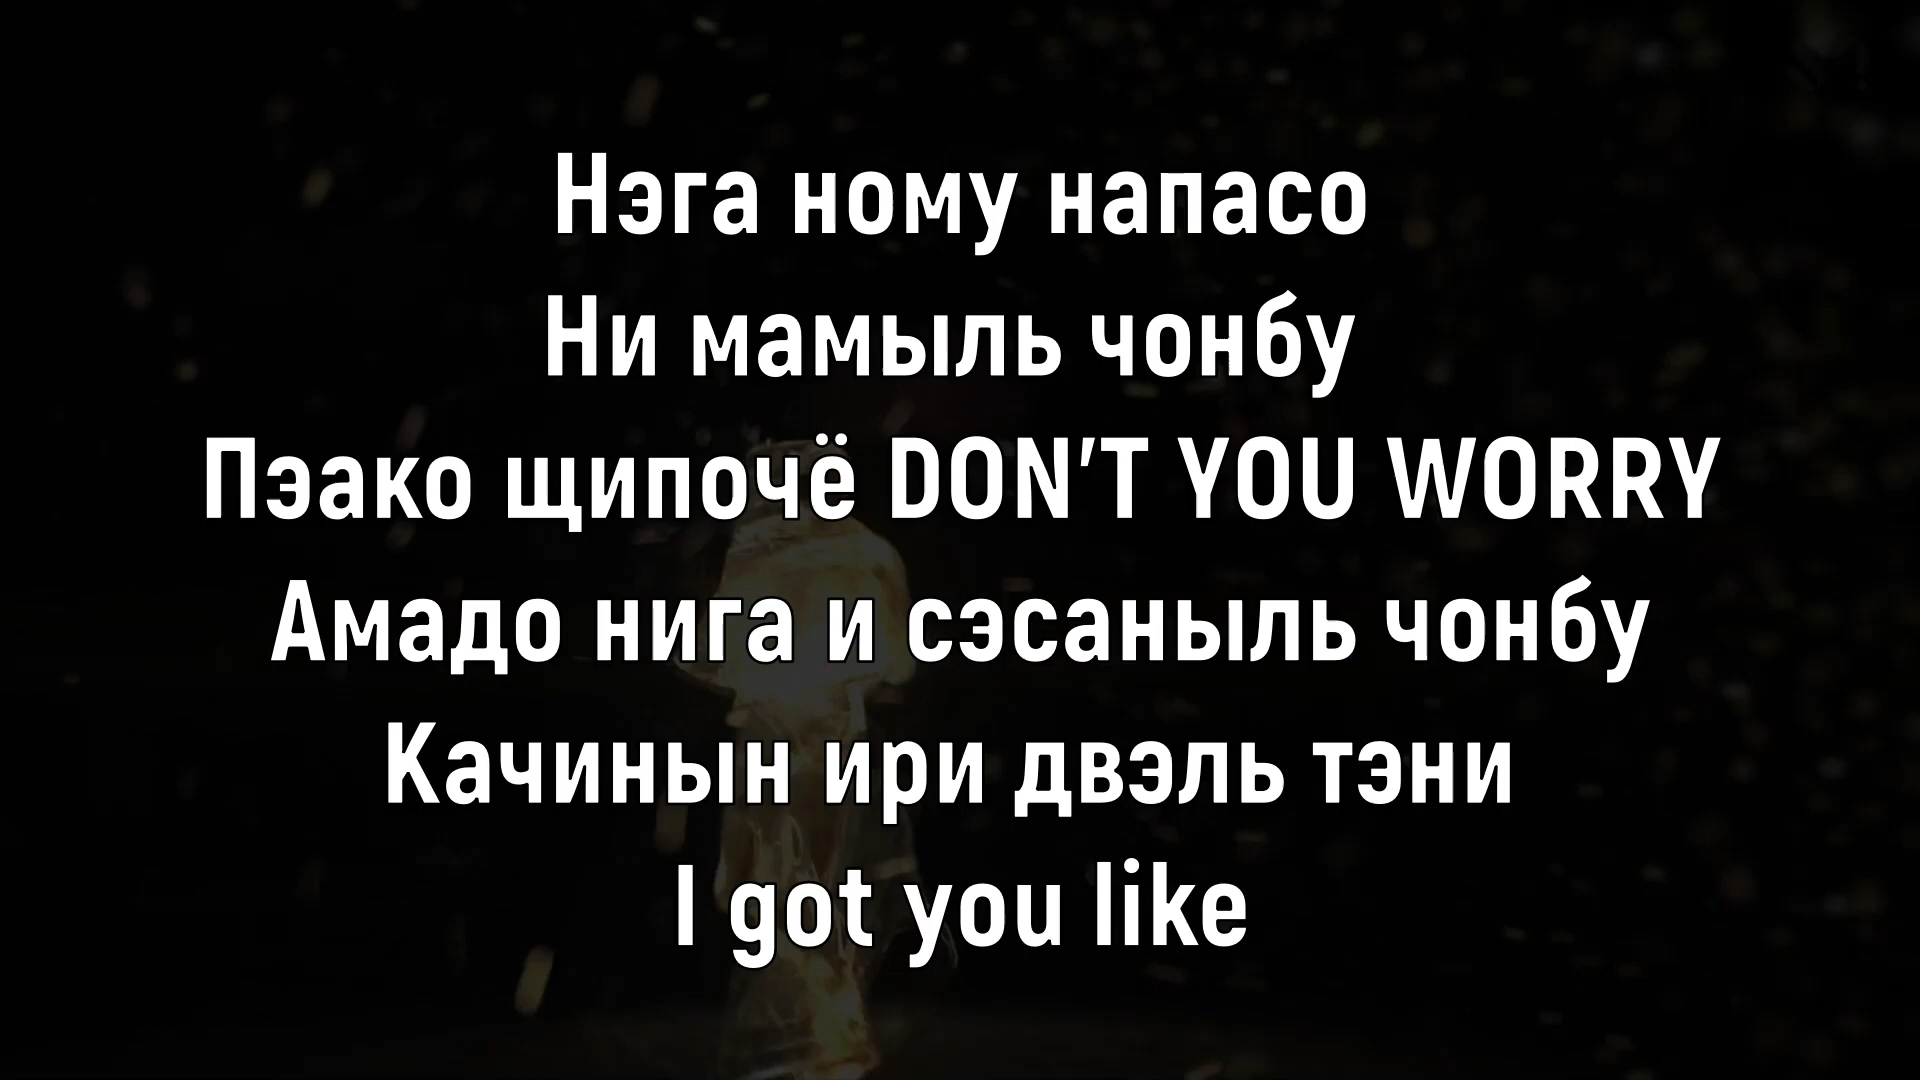 Нэга ному напасо
Ни мамыль чонбу
Пэако щипочё DON'T YOU WORRY
Амадо нига и сэсаныль чонбу
Качинын ири двэль тэни
I got you like